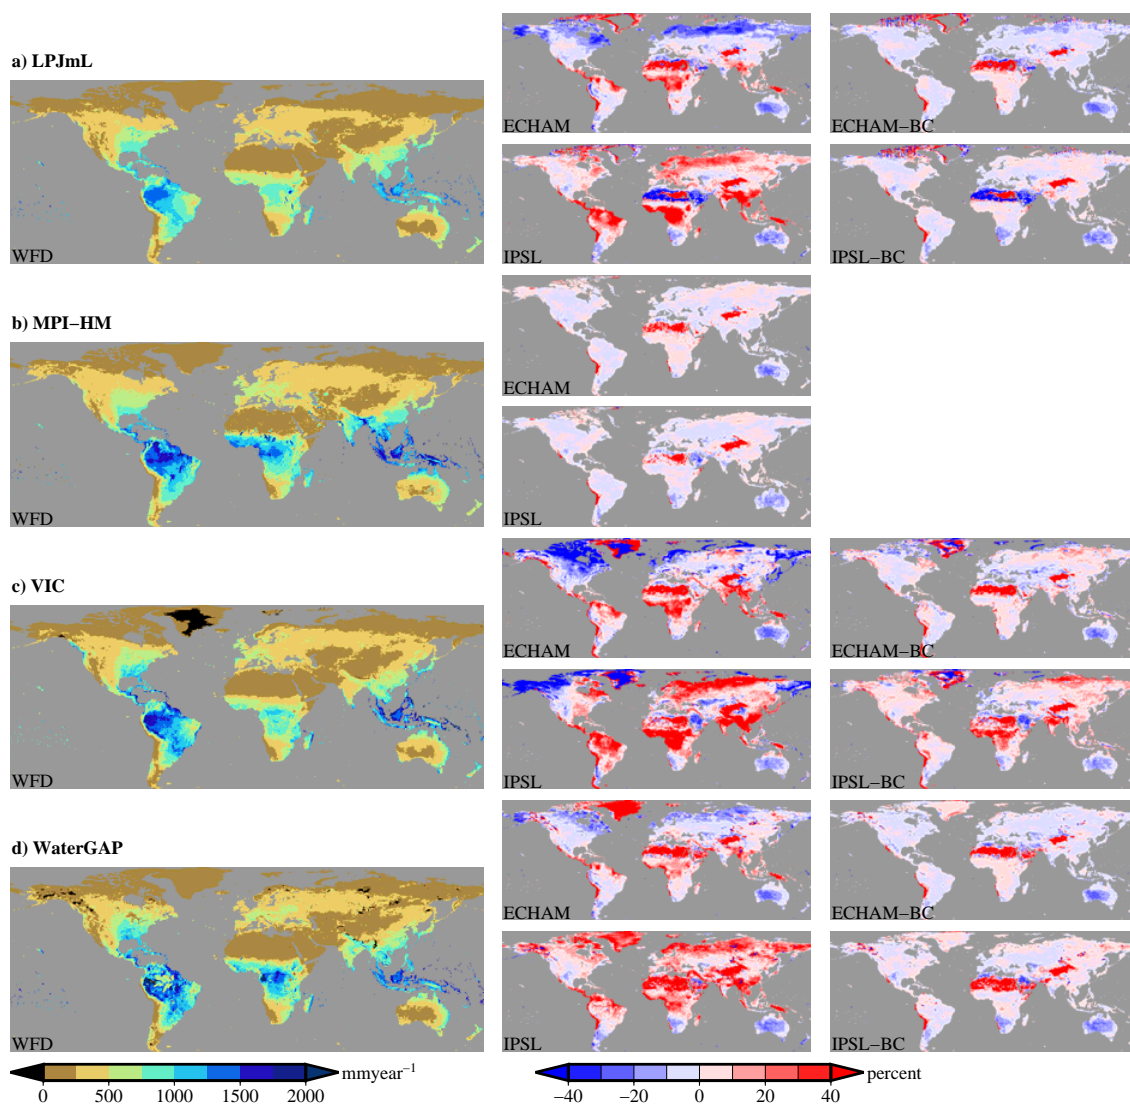 a) LPJmL
WFD
ECHAM
ECHAM−BC
IPSL
IPSL−BC
b) MPI−HM
WFD
ECHAM
IPSL
c) VIC
WFD
ECHAM
ECHAM−BC
IPSL
IPSL−BC
d) WaterGAP
WFD
ECHAM
ECHAM−BC
IPSL
IPSL−BC
0 500 1000 1500 2000 mmyear⁻¹
−40 −20 0 20 40 percent